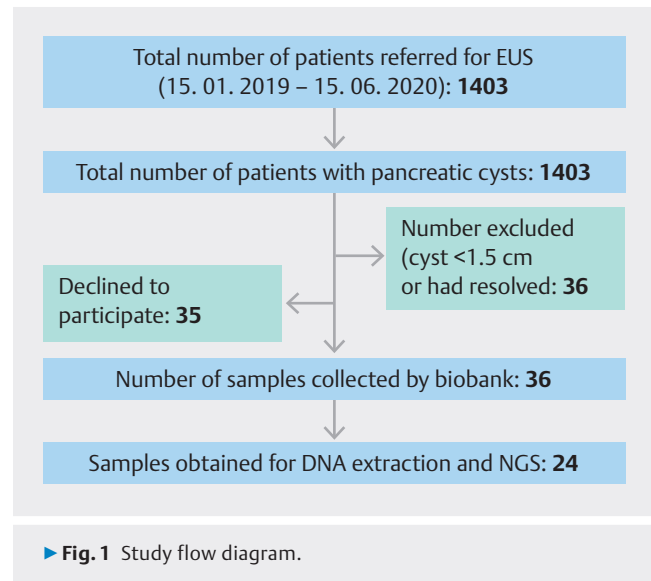 Total number of patients referred for EUS
(15. 01. 2019 – 15. 06. 2020): 1403
Total number of patients with pancreatic cysts: 1403
Number excluded
(cyst <1.5 cm
or had resolved: 36
Declined to
participate: 35
Number of samples collected by biobank: 36
Samples obtained for DNA extraction and NGS: 24
▶ Fig. 1 Study flow diagram.